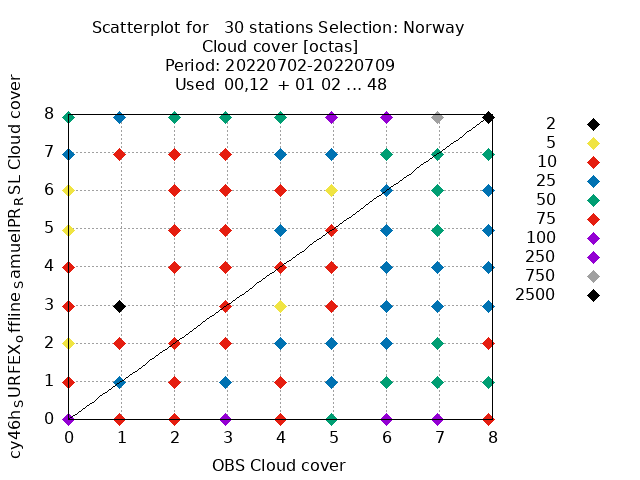 Scatterplot for 30 stations Selection: Norway
Cloud cover [octas]
Period: 20220702-20220709
Used 00,12 + 01 02 ... 48
cy46h_SURFEX_offline_samuelPR_RSL Cloud cover
8
7
6
5
4
3
2
1
0
0 1 2 3 4 5 6 7 8
OBS Cloud cover
2
5
10
25
50
75
100
250
750
2500